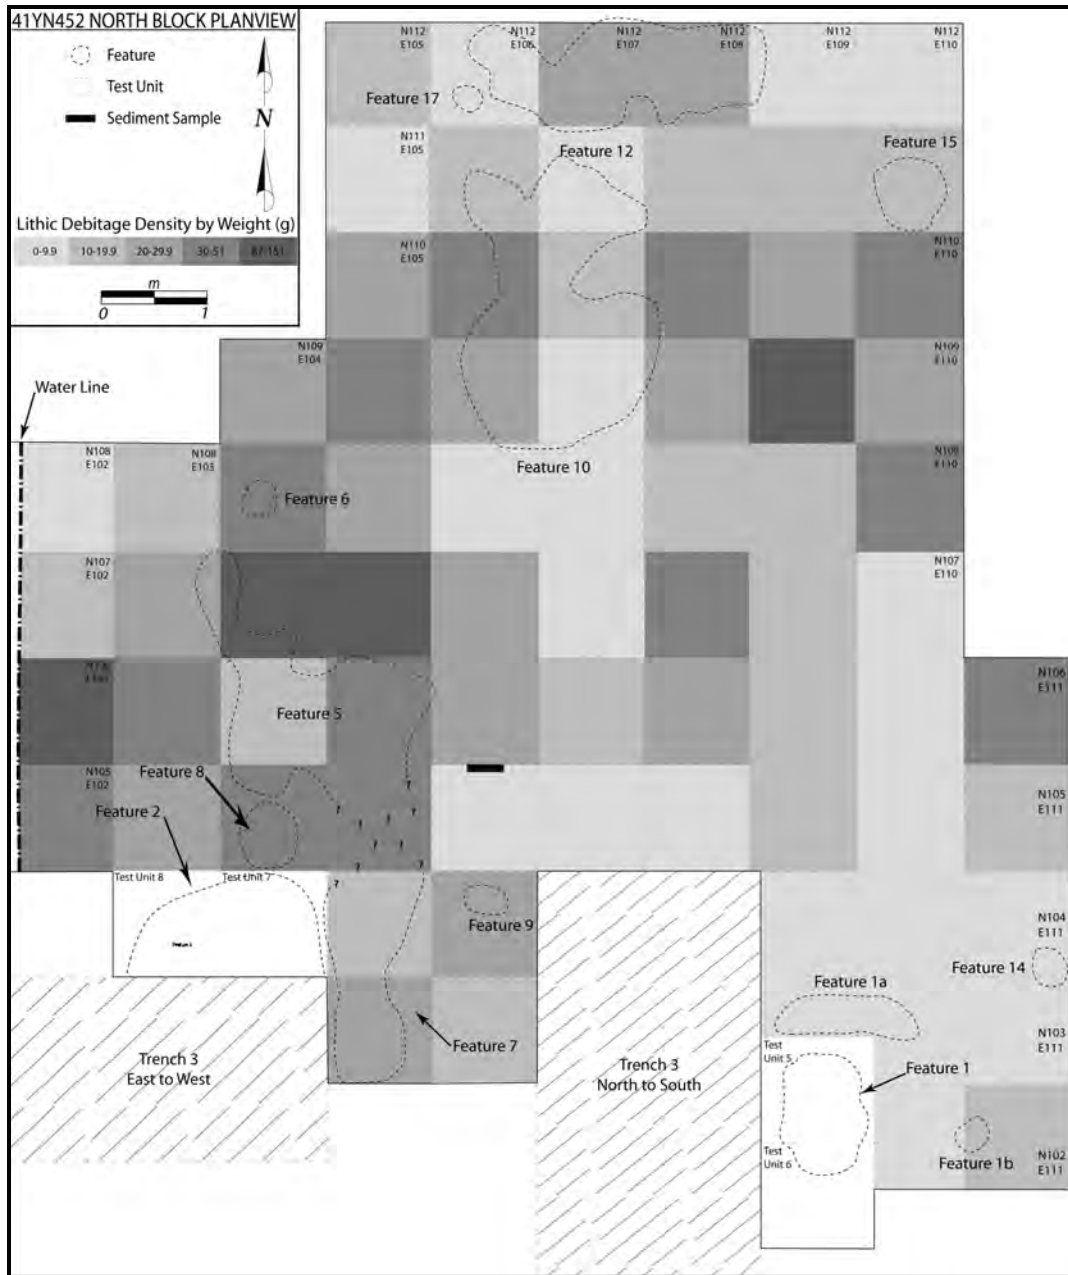 41YN452 NORTH BLOCK PLANVIEW
Feature
Test Unit
Sediment Sample
N
Lithic Debitage Density by Weight (g)
0-9.9 10-19.9 20-29.9 30-51 87-151
m
0 1
N112
E105
N112
E106
N112
E107
N112
E108
N112
E109
N112
E110
Feature 17
N111
E105
Feature 12
Feature 15
N110
E105
N110
E110
N109
E104
N109
E110
Water Line
N108
E102
N108
E103
Feature 10
N108
E110
Feature 6
N107
E102
N107
E110
N106
E111
Feature 5
N105
E102
Feature 8
Feature 2
N105
E111
? ? ? ? ? ? ? ?
Test Unit 8
Test Unit 7
Feature 9
N104
E111
Feature 14
Feature 1a
Trench 3
East to West
Feature 7
Trench 3
North to South
Test
Unit 5
N103
E111
Feature 1
Test
Unit 6
Feature 1b
N102
E111